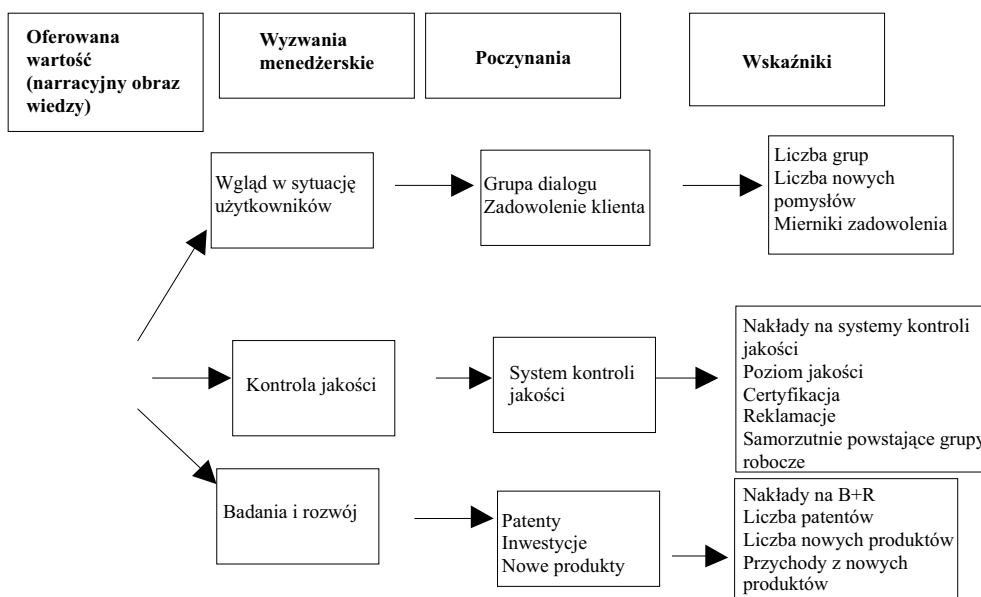 Oferowana
wartość
(narracyjny obraz
wiedzy)
Wyzwania
menedżerskie
Poczynania
Wskaźniki
Wgląd w sytuację
użytkowników
Grupa dialogu
Zadowolenie klienta
Liczba grup
Liczba nowych
pomysłów
Mierniki zadowolenia
Kontrola jakości
System kontroli
jakości
Nakłady na systemy kontroli
jakości
Poziom jakości
Certyfikacja
Reklamacje
Samorzutnie powstające grupy
robocze
Badania i rozwój
Patenty
Inwestycje
Nowe produkty
Nakłady na B+R
Liczba patentów
Liczba nowych produktów
Przychody z nowych
produktów